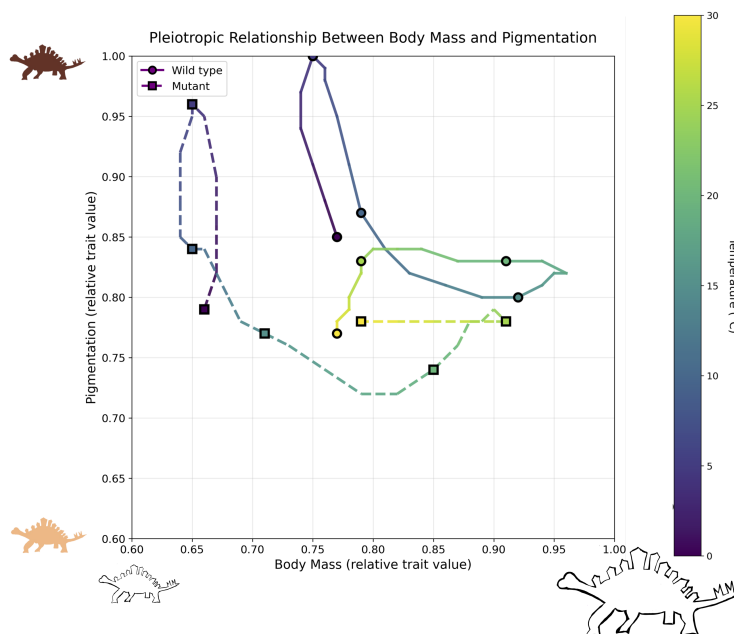 Pleiotropic Relationship Between Body Mass and Pigmentation
Wild type
Mutant
Pigmentation (relative trait value)
1.00
0.95
0.90
0.85
0.80
0.75
0.70
0.65
0.60
0.60 0.65 0.70 0.75 0.80 0.85 0.90 0.95 1.00
Body Mass (relative trait value)
30
25
20
15
10
5
0